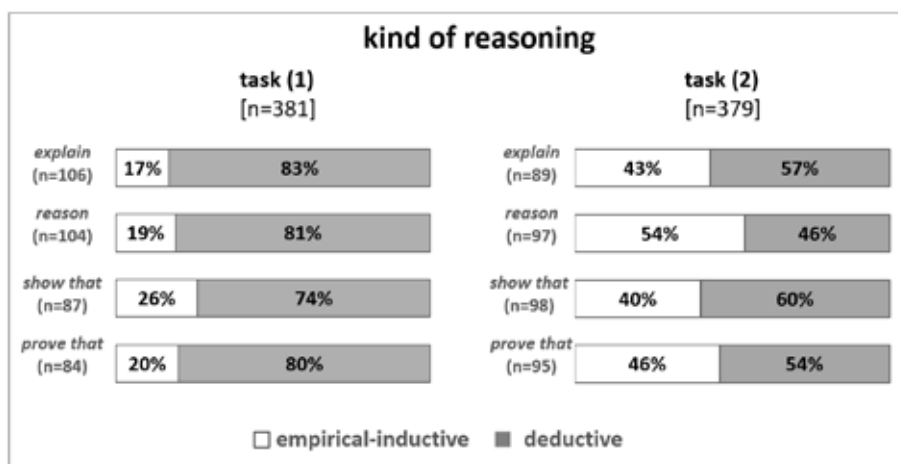 kind of reasoning
task (1)
[n=381]
explain
(n=106)
17% 83%
reason
(n=104)
19% 81%
show that
(n=87)
26% 74%
prove that
(n=84)
20% 80%
task (2)
[n=379]
explain
(n=89)
43% 57%
reason
(n=97)
54% 46%
show that
(n=98)
40% 60%
prove that
(n=95)
46% 54%
empirical-inductive deductive